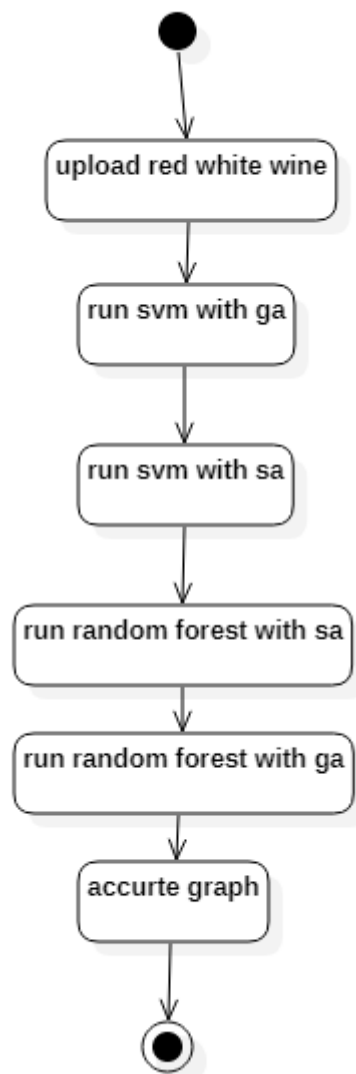 upload red white wine
run svm with ga
run svm with sa
run random forest with sa
run random forest with ga
accurte graph